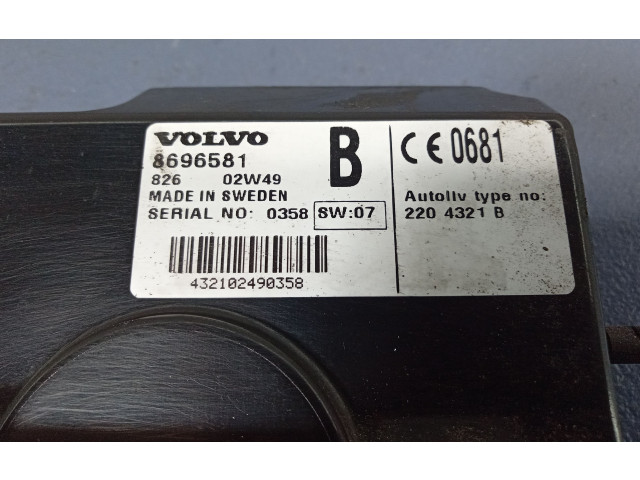 VOLVO
8696581
826 02W49
MADE IN SWEDEN
SERIAL NO: 0358 SW:07
B
432102490358
CE 0681
Autoliv type no:
220 4321 B